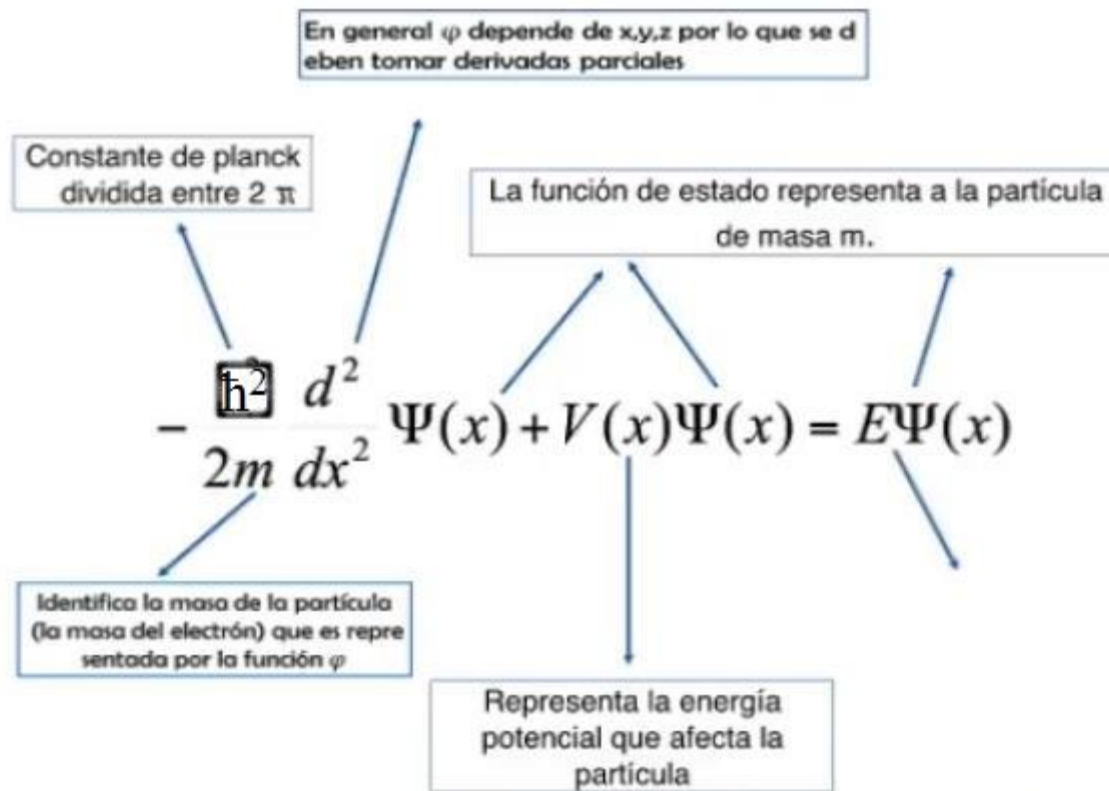 En general φ depende de x,y,z por lo que se d
eben tomar derivadas parciales
Constante de planck
dividida entre 2 π
La función de estado representa a la partícula
de masa m.
- ħ²/2m d²/dx² Ψ(x) + V(x)Ψ(x) = EΨ(x)
Identifica la masa de la partícula
(la masa del electrón) que es repre
sentada por la función φ
Representa la energía
potencial que afecta la
partícula